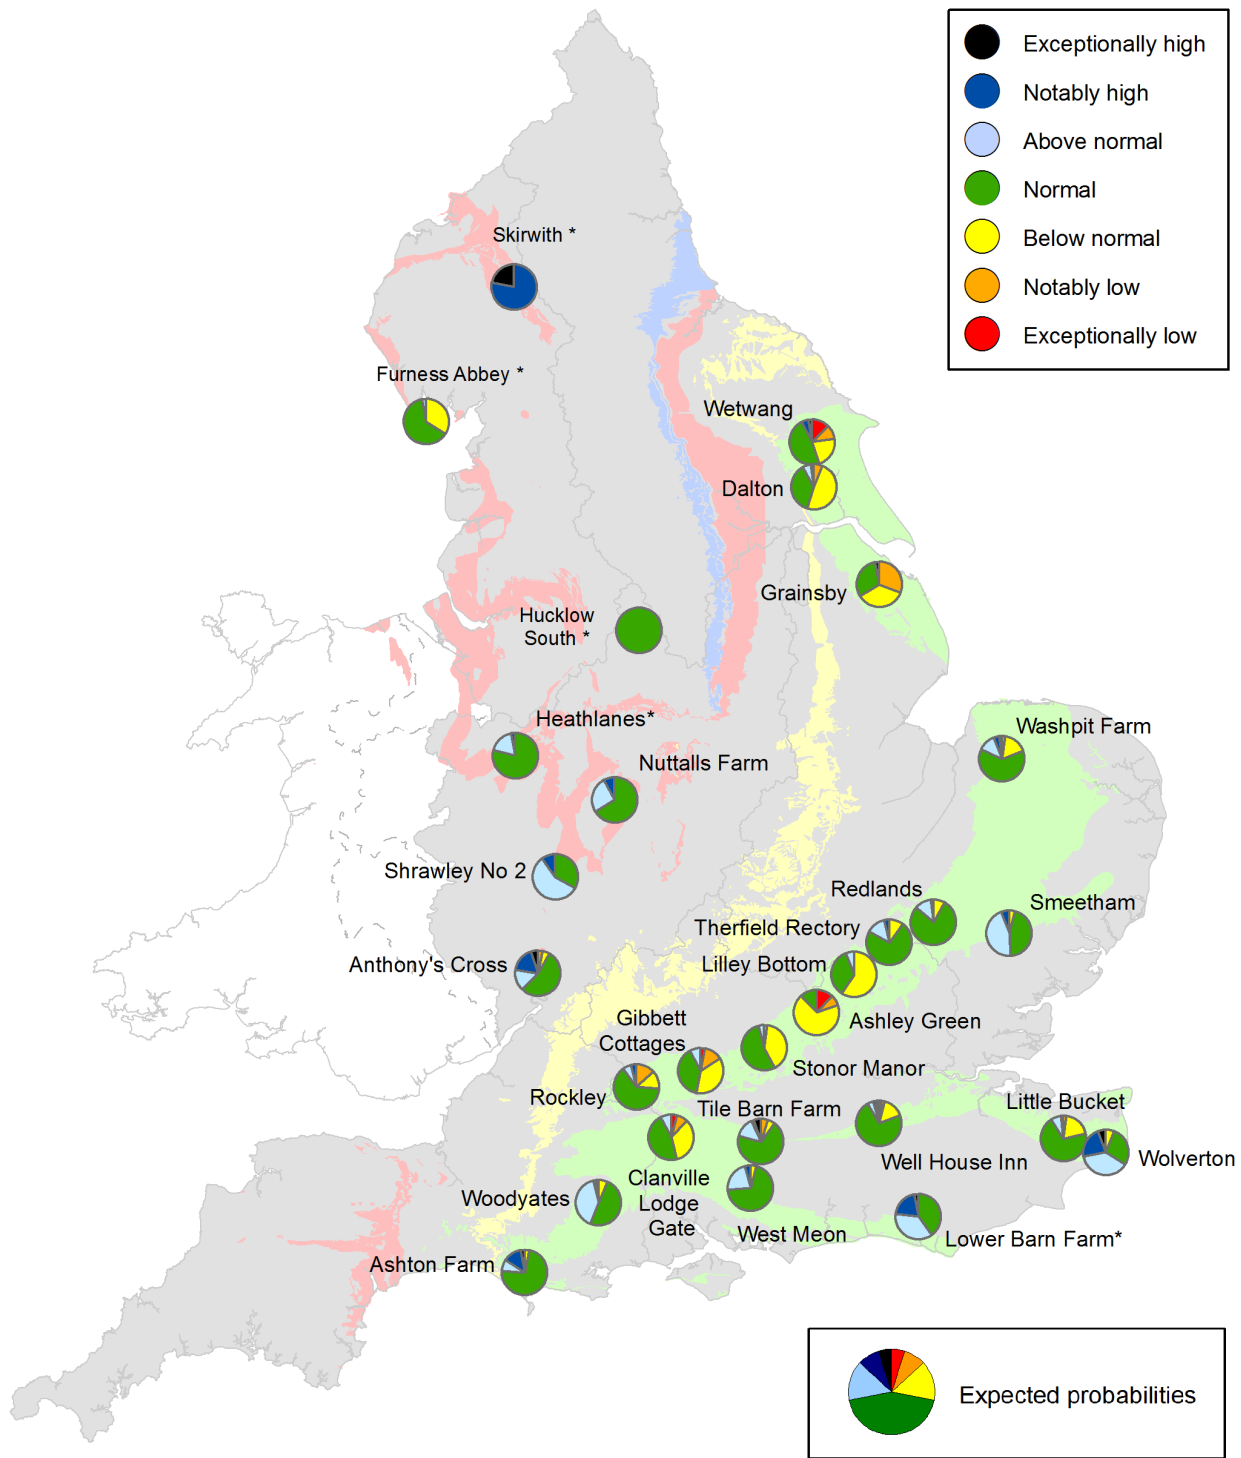 Exceptionally high
Notably high
Above normal
Normal
Below normal
Notably low
Exceptionally low
Skirwith *
Furness Abbey *
Wetwang
Dalton
Grainsby
Hucklow
South *
Heathlanes*
Washpit Farm
Nuttalls Farm
Shrawley No 2
Redlands
Smeetham
Therfield Rectory
Anthony's Cross
Lilley Bottom
Gibbett
Cottages
Ashley Green
Stonor Manor
Rockley
Tile Barn Farm
Little Bucket
Well House Inn
Wolverton
Clanville
Lodge
Gate
Woodyates
West Meon
Lower Barn Farm*
Ashton Farm
Expected probabilities